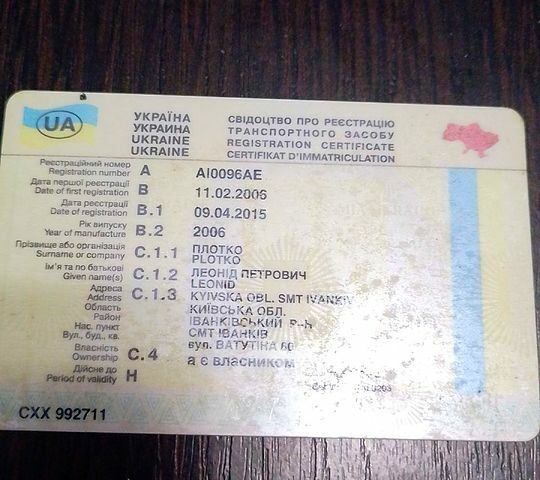 UA
УКРАЇНА
УКРАИНА
UKRAINE
UKRAINE
СВІДОЦТВО ПРО РЕЄСТРАЦІЮ
ТРАНСПОРТНОГО ЗАСОБУ
REGISTRATION CERTIFICATE
CERTIFIKAT D'IMMATRICULATION
Реєстраційний номер
Registration number A AI0096AE
Дата першої реєстрації
Date of first registration B 11.02.2006
Дата реєстрації
Date of registration B.1 09.04.2015
Рік випуску
Year of manufacture B.2 2006
Прізвище або організація C.1.1 ПЛОТКО
Surname or company PLOTKO
Ім'я та по батькові C.1.2 ЛЕОНІД ПЕТРОВИЧ
Given name(s) LEONID
Адреса C.1.3 KYIVSKA OBL. SMT IVANKIV
Address
Область КИЇВСЬКА ОБЛ.
Район ІВАНКІВСЬКИЙ Р-Н
Нас. пункт СМТ ІВАНКІВ
Вул., буд., кв. вул. ВАТУТІНА
Власність
Ownership C.4 а є власником
Дійсне до
Period of validity H
CXX 992711